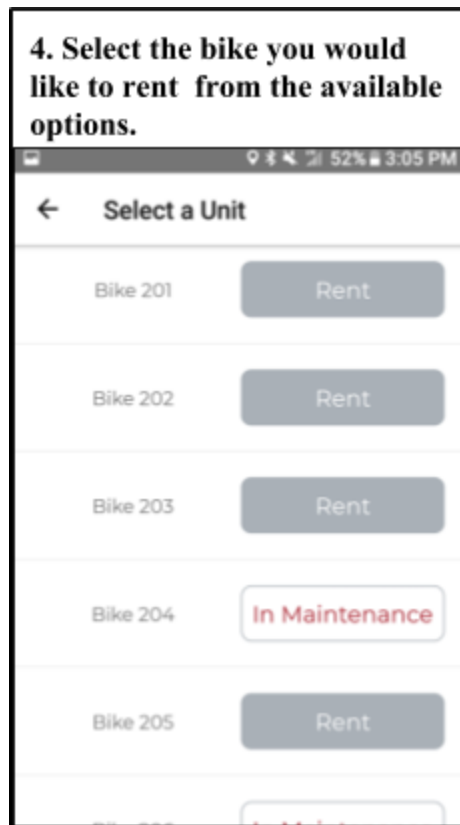 4. Select the bike you would
like to rent from the available
options.
52% 3:05 PM
Select a Unit
Bike 201 Rent
Bike 202 Rent
Bike 203 Rent
Bike 204 In Maintenance
Bike 205 Rent